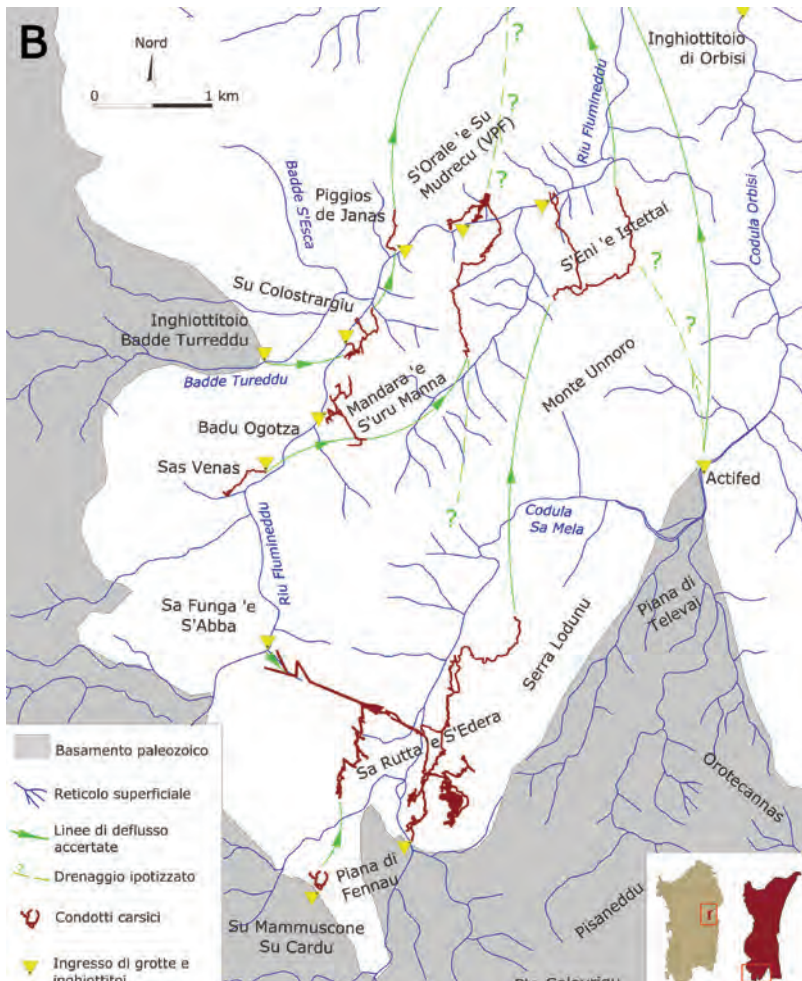 B
Nord
0 1 km
Inghiottitoio
di Orbisi
Riu Flumineddu
S'Orale 'e Su
Mudrecu (VPF)
?
?
?
Badde S'Esca
Piggios
de Janas
Codula Orbisi
S'Eni 'e Istettai
?
?
Su Colostrargiu
Inghiottitoio
Badde Turreddu
Badde Tureddu
Mandara 'e
S'uru Manna
Monte Unnoro
Badu Ogotza
Sas Venas
Actifed
?
Codula
Sa Mela
Riu Flumineddu
Piana di
Televai
Sa Funga 'e
S'Abba
Serra Lodunu
Sa Rutta 'e S'Edera
Orotecannas
Piana di
Fennau
Pisaneddu
Su Mammuscone
Su Cardu
Basamento paleozoico
Reticolo superficiale
Linee di deflusso
accertate
?
Drenaggio ipotizzato
Condotti carsici
Ingresso di grotte e
inghiottitoi